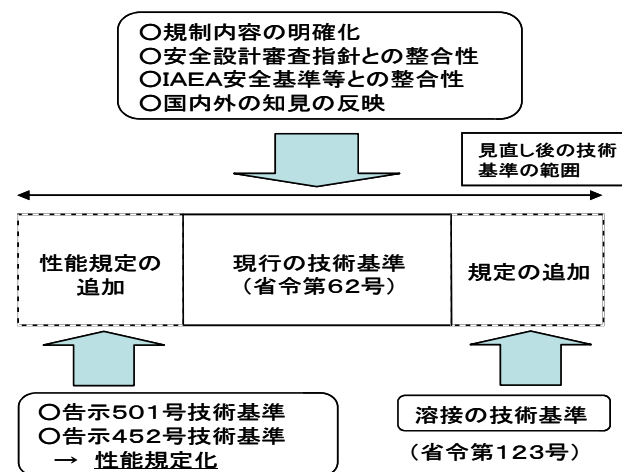 ○規制内容の明確化
○安全設計審査指針との整合性
○IAEA安全基準等との整合性
○国内外の知見の反映
見直し後の技術
基準の範囲
性能規定の
追加
現行の技術基準
(省令第62号)
規定の追加
○告示501号技術基準
○告示452号技術基準
→ 性能規定化
溶接の技術基準
(省令第123号)